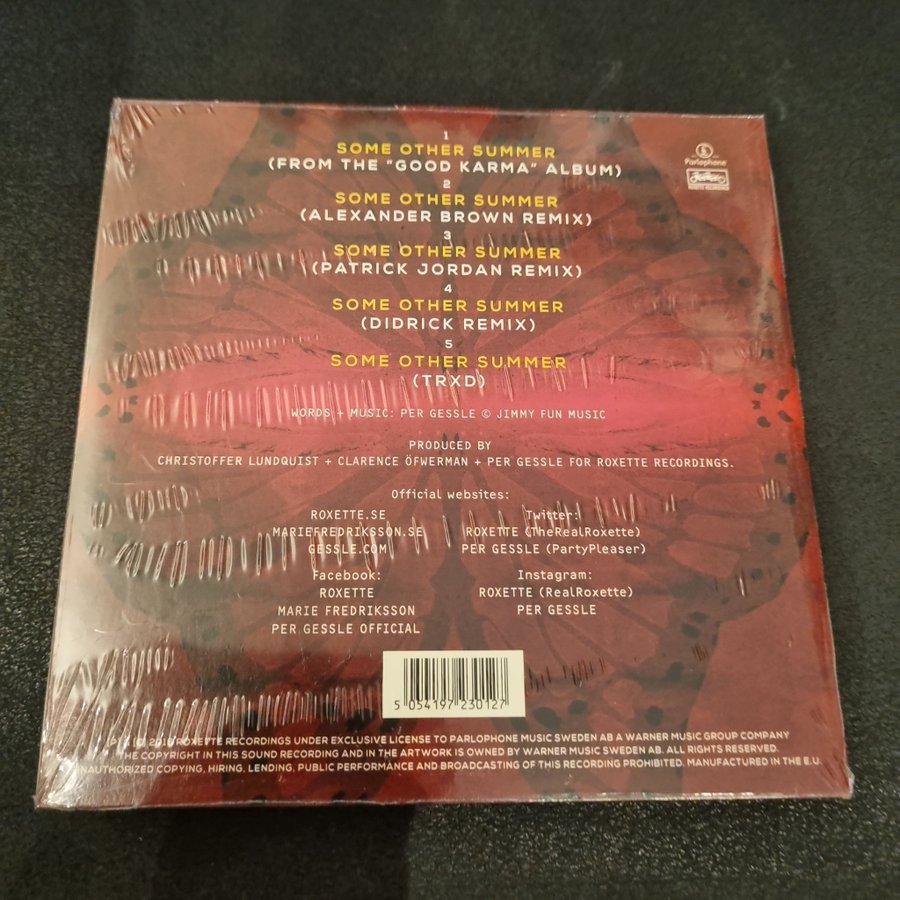 1
SOME OTHER SUMMER
(FROM THE "GOOD KARMA" ALBUM)
2
SOME OTHER SUMMER
(ALEXANDER BROWN REMIX)
3
SOME OTHER SUMMER
(PATRICK JORDAN REMIX)
4
SOME OTHER SUMMER
(DIDRICK REMIX)
5
SOME OTHER SUMMER
(TRXD)
Parlophone
ROXETTE RECORDINGS
WORDS + MUSIC: PER GESSLE © JIMMY FUN MUSIC
PRODUCED BY
CHRISTOFFER LUNDQUIST + CLARENCE ÖFWERMAN + PER GESSLE FOR ROXETTE RECORDINGS.
Official websites:
ROXETTE.SE
MARIEFREDRIKSSON.SE
GESSLE.COM
Twitter:
ROXETTE (TheRealRoxette)
PER GESSLE (PartyPleaser)
Facebook:
ROXETTE
MARIE FREDRIKSSON
PER GESSLE OFFICIAL
Instagram:
ROXETTE (RealRoxette)
PER GESSLE
5 054197 230127
(P) & (C) 2016 ROXETTE RECORDINGS UNDER EXCLUSIVE LICENSE TO PARLOPHONE MUSIC SWEDEN AB A WARNER MUSIC GROUP COMPANY
THE COPYRIGHT IN THIS SOUND RECORDING AND IN THE ARTWORK IS OWNED BY WARNER MUSIC SWEDEN AB. ALL RIGHTS RESERVED.
UNAUTHORIZED COPYING, HIRING, LENDING, PUBLIC PERFORMANCE AND BROADCASTING OF THIS RECORDING PROHIBITED. MANUFACTURED IN THE E.U.